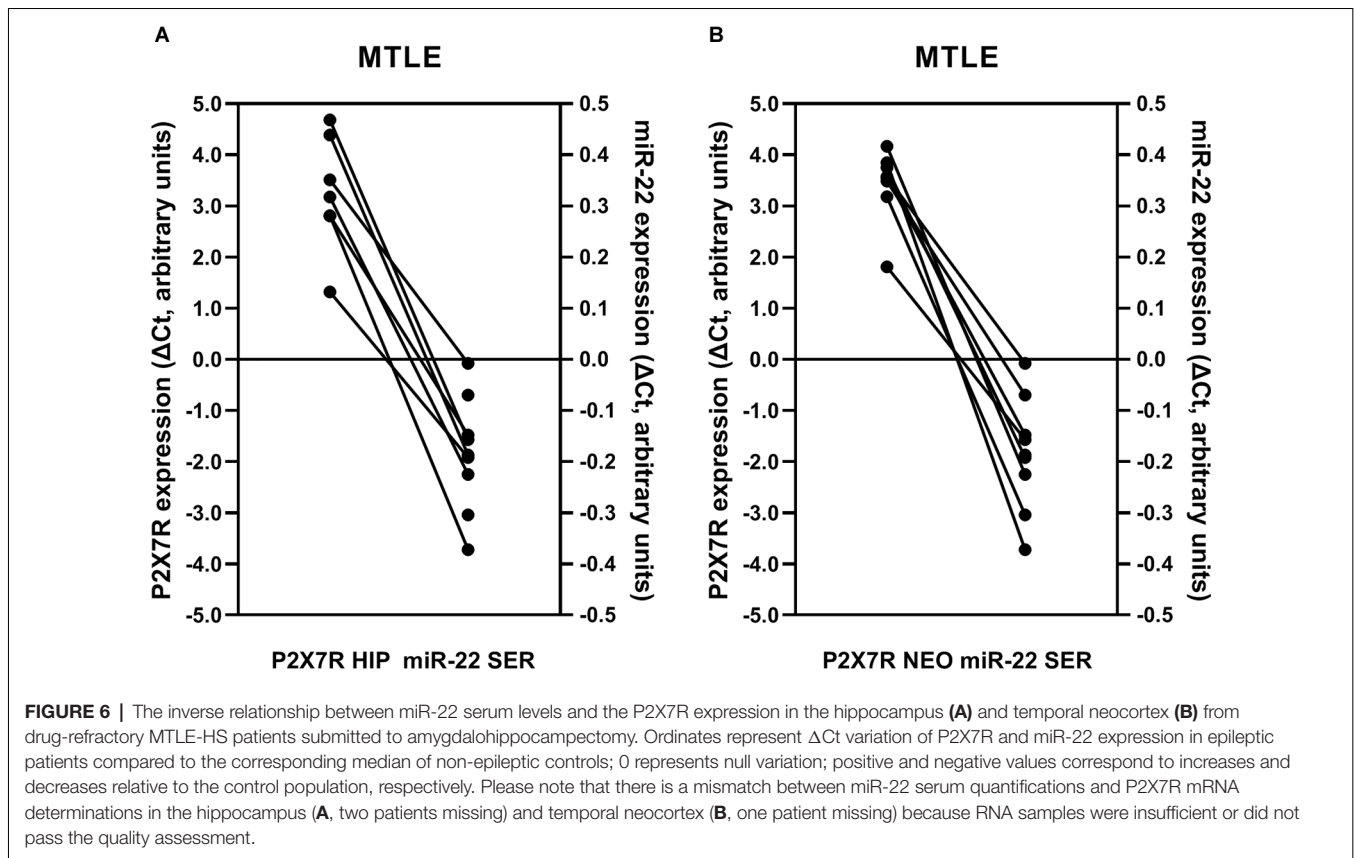 A
MTLE
P2X7R expression (ΔCt, arbitrary units)
5.0
4.0
3.0
2.0
1.0
0.0
-1.0
-2.0
-3.0
-4.0
-5.0
0.5
0.4
0.3
0.2
0.1
0.0
-0.1
-0.2
-0.3
-0.4
-0.5
miR-22 expression (ΔCt, arbitrary units)
P2X7R HIP miR-22 SER
B
MTLE
P2X7R expression (ΔCt, arbitrary units)
5.0
4.0
3.0
2.0
1.0
0.0
-1.0
-2.0
-3.0
-4.0
-5.0
0.5
0.4
0.3
0.2
0.1
0.0
-0.1
-0.2
-0.3
-0.4
-0.5
miR-22 expression (ΔCt, arbitrary units)
P2X7R NEO miR-22 SER
FIGURE 6 | The inverse relationship between miR-22 serum levels and the P2X7R expression in the hippocampus (A) and temporal neocortex (B) from
drug-refractory MTLE-HS patients submitted to amygdalohippocampectomy. Ordinates represent ΔCt variation of P2X7R and miR-22 expression in epileptic
patients compared to the corresponding median of non-epileptic controls; 0 represents null variation; positive and negative values correspond to increases and
decreases relative to the control population, respectively. Please note that there is a mismatch between miR-22 serum quantifications and P2X7R mRNA
determinations in the hippocampus (A, two patients missing) and temporal neocortex (B, one patient missing) because RNA samples were insufficient or did not
pass the quality assessment.